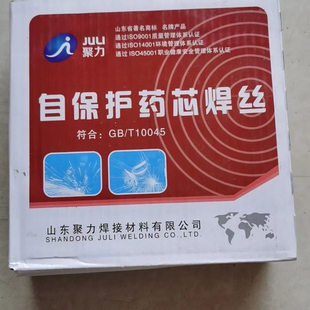 JULI
聚力
山东省著名商标 名牌产品
通过ISO9001质量管理体系认证
通过ISO14001环境管理体系认证
通过ISO45001职业健康安全管理体系认证
自保护药芯焊丝
符合：GB/T10045
山东聚力焊接材料有限公司
SHANDONG JULI WELDING CO.,LTD.